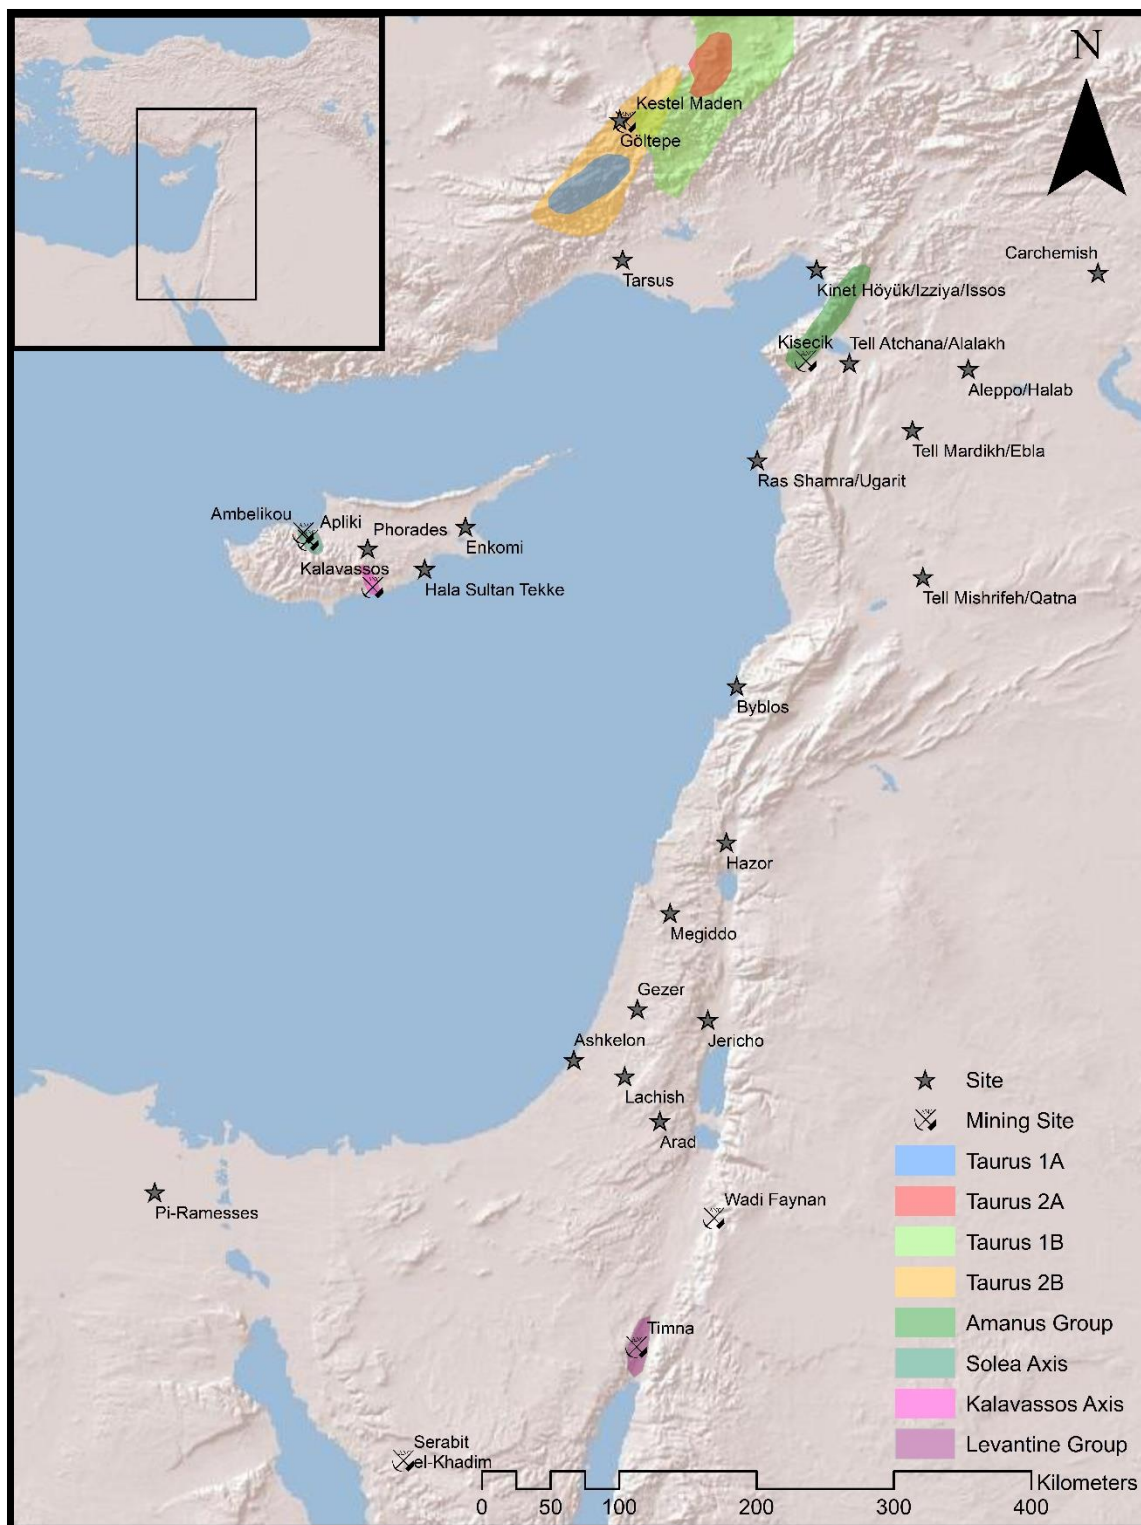 N
Kestel Maden
Göltepe
Carchemish
Tarsus
Kinet Höyük/Izziya/Issos
Kisecik
Tell Atchana/Alalakh
Aleppo/Halab
Tell Mardikh/Ebla
Ras Shamra/Ugarit
Ambelikou
Apliki
Phorades
Enkomi
Kalavassos
Hala Sultan Tekke
Tell Mishrifeh/Qatna
Byblos
Hazor
Megiddo
Gezer
Jericho
Ashkelon
Lachish
Arad
Pi-Ramesses
Wadi Faynan
Timna
Serabit
el-Khadim
Site
Mining Site
Taurus 1A
Taurus 2A
Taurus 1B
Taurus 2B
Amanus Group
Solea Axis
Kalavassos Axis
Levantine Group
Kilometers
0 50 100 200 300 400